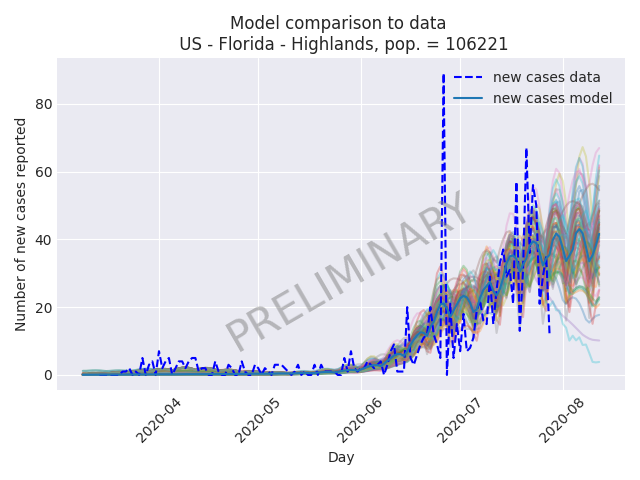 Model comparison to data
US - Florida - Highlands, pop. = 106221
new cases data
new cases model
Number of new cases reported
80
60
40
20
0
PRELIMINARY
2020-04
2020-05
2020-06
2020-07
2020-08
Day